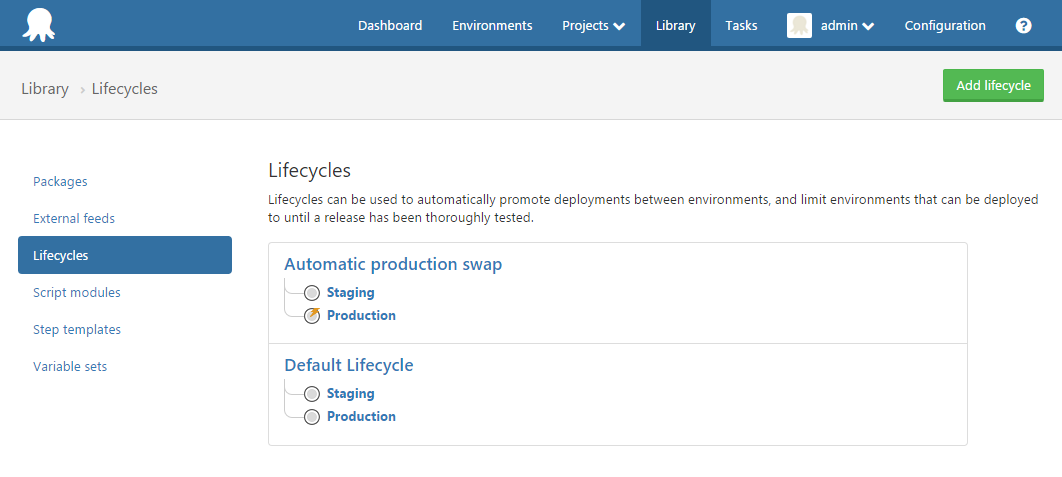 Dashboard Environments Projects Library Tasks admin Configuration ?
Library › Lifecycles
Add lifecycle
Packages
External feeds
Lifecycles
Script modules
Step templates
Variable sets
Lifecycles
Lifecycles can be used to automatically promote deployments between environments, and limit environments that can be deployed
to until a release has been thoroughly tested.
Automatic production swap
Staging
Production
Default Lifecycle
Staging
Production